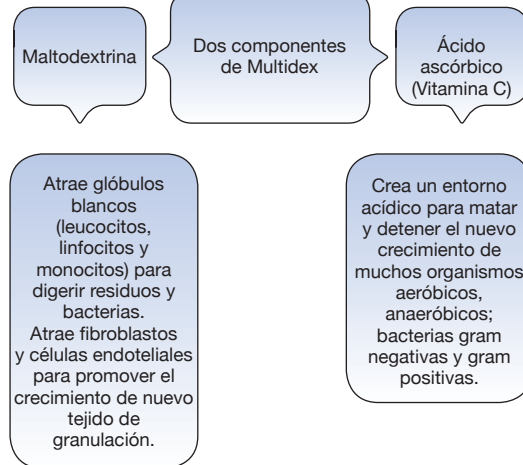 Maltodextrina
Dos componentes
de Multidex
Ácido
ascórbico
(Vitamina C)
Atrae glóbulos
blancos
(leucocitos,
linfocitos y
monocitos) para
digerir residuos y
bacterias.
Atrae fibroblastos
y células endoteliales
para promover el
crecimiento de nuevo
tejido de
granulación.
Crea un entorno
acídico para matar
y detener el nuevo
crecimiento de
muchos organismos
aeróbicos,
anaeróbicos;
bacterias gram
negativas y gram
positivas.